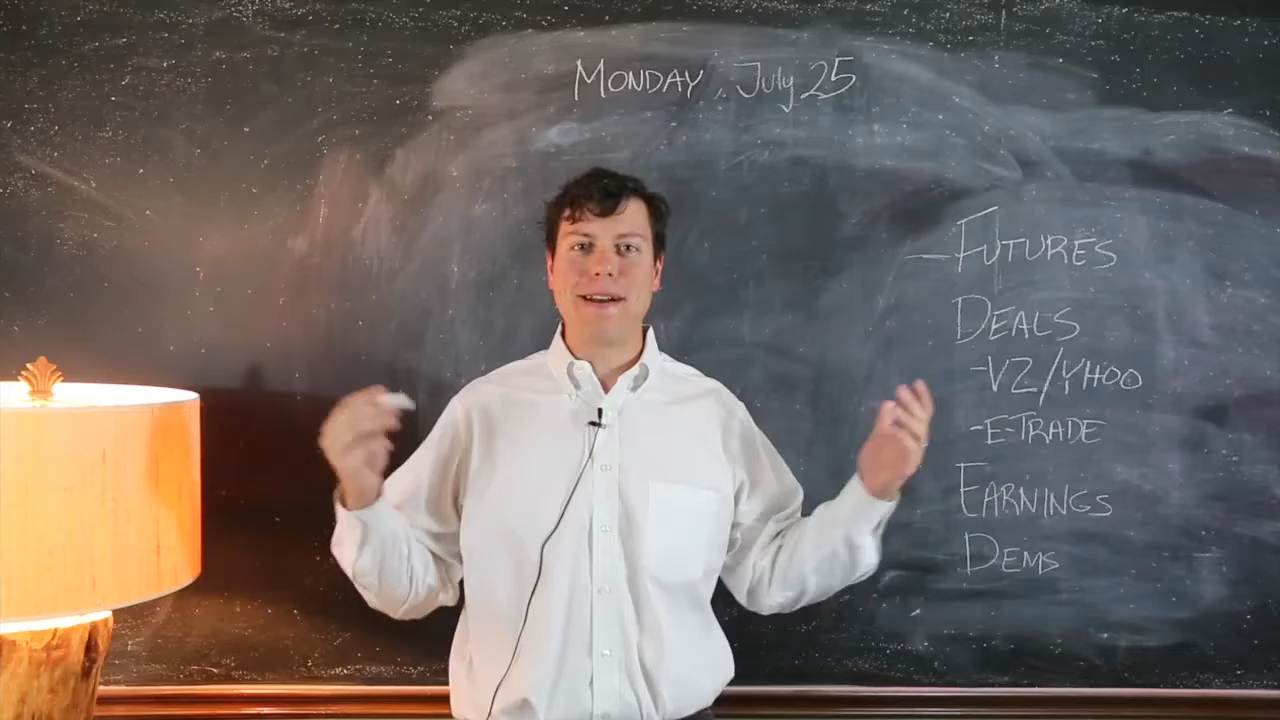 MONDAY, July 25
—FUTURES
DEALS
-VZ/YHOO
-E-TRADE
EARNINGS
DEMS